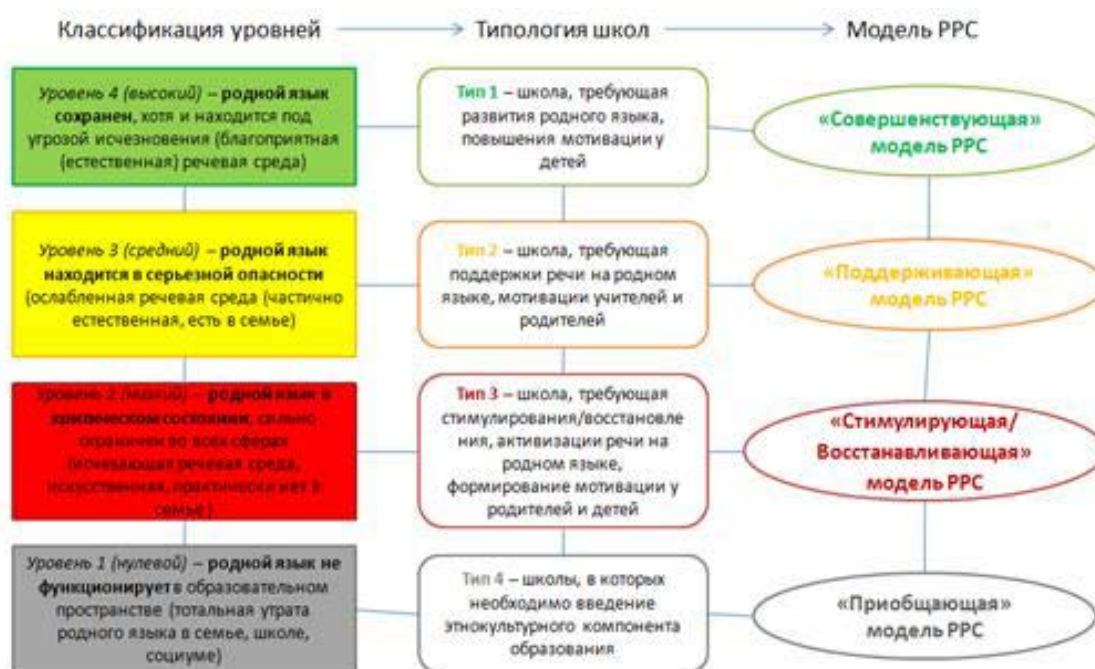 Классификация уровней
Типология школ
Модель РРС
Уровень 4 (высокий) – родной язык
сохранен, хотя и находится под
угрозой исчезновения (благоприятная
(естественная) речевая среда)
Тип 1 – школа, требующая
развития родного языка,
повышения мотивации у
детей
«Совершенствующая»
модель РРС
Уровень 3 (средний) – родной язык
находится в серьезной опасности
(ослабленная речевая среда (частично
естественная, есть в семье)
Тип 2 – школа, требующая
поддержки речи на родном
языке, мотивации учителей и
родителей
«Поддерживающая»
модель РРС
Уровень 2 (низкий) – родной язык в
критическом состоянии, сильно
ограничен во всех сферах
(исчезающая речевая среда,
искусственная, практически нет в
семье)
Тип 3 – школа, требующая
стимулирования/восстановле
ния, активизации речи на
родном языке,
формирование мотивации у
родителей и детей
«Стимулирующая/
Восстанавливающая»
модель РРС
Уровень 1 (нулевой) – родной язык не
функционирует в образовательном
пространстве (тотальная утрата
родного языка в семье, школе,
социуме)
Тип 4 – школы, в которых
необходимо введение
этнокультурного компонента
образования
«Приобщающая»
модель РРС